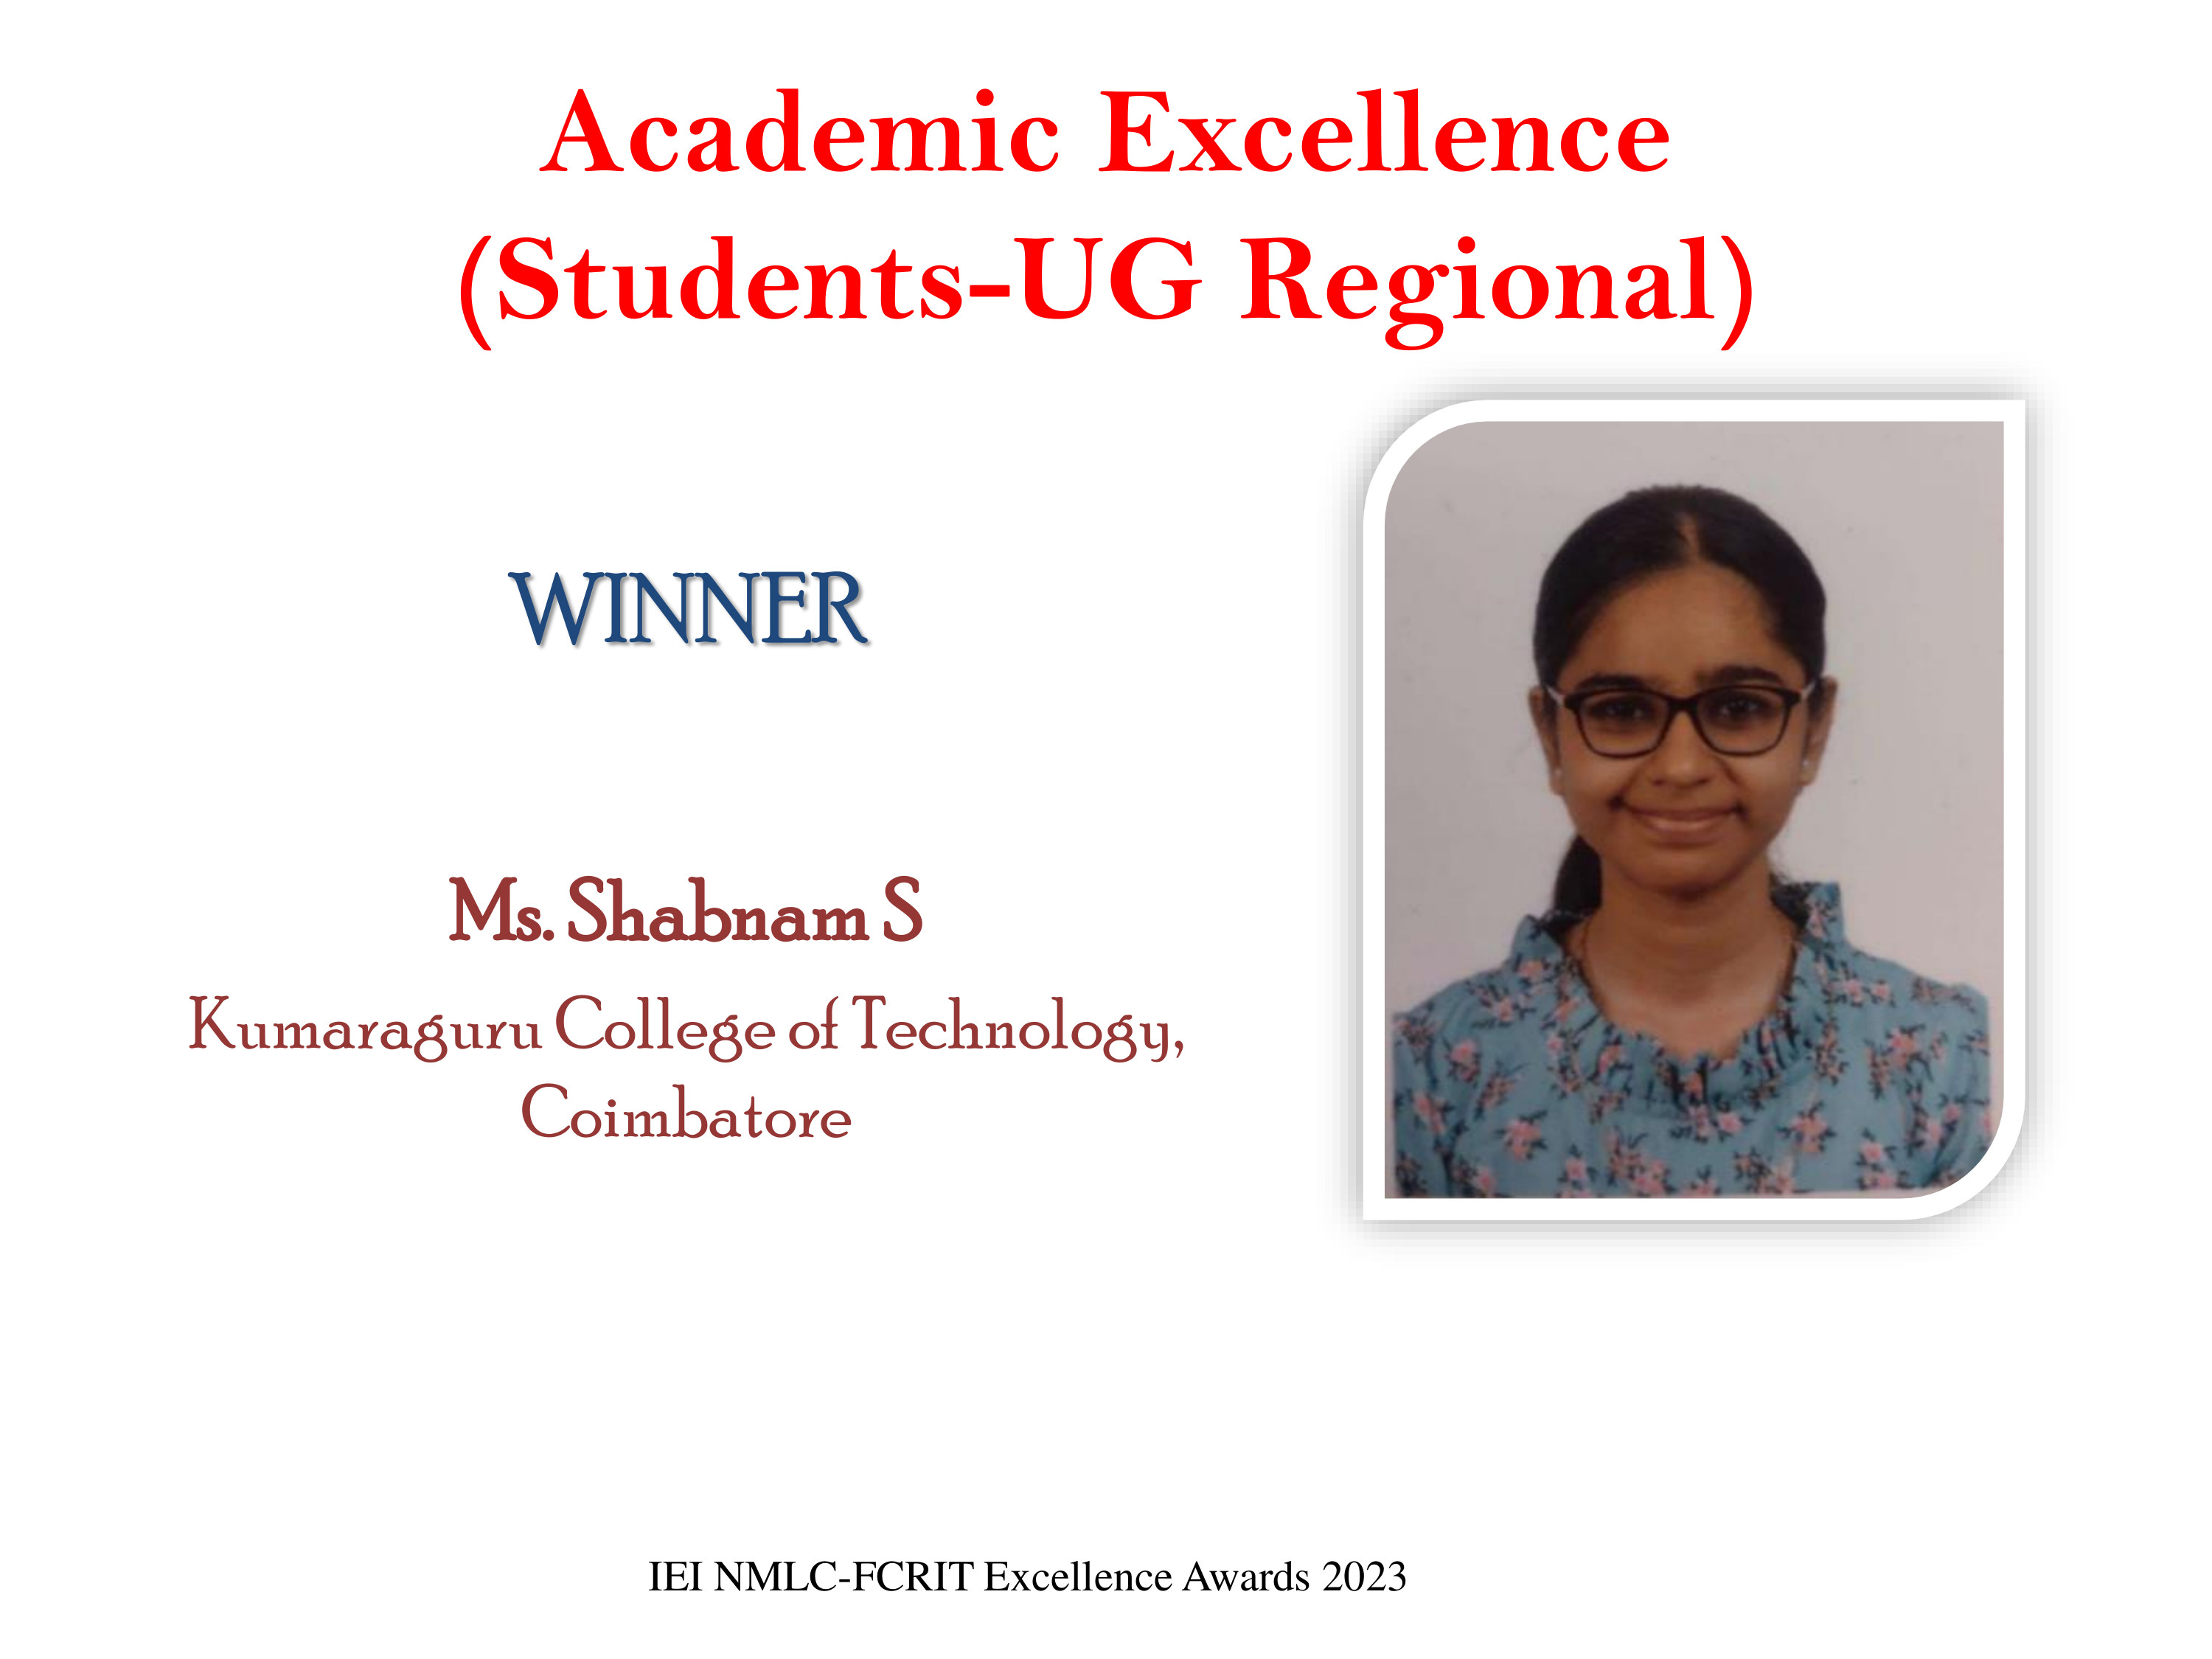 Academic Excellence
(Students-UG Regional)
WINNER
Ms. Shabnam S
Kumaraguru College of Technology,
Coimbatore
IEI NMLC-FCRIT Excellence Awards 2023